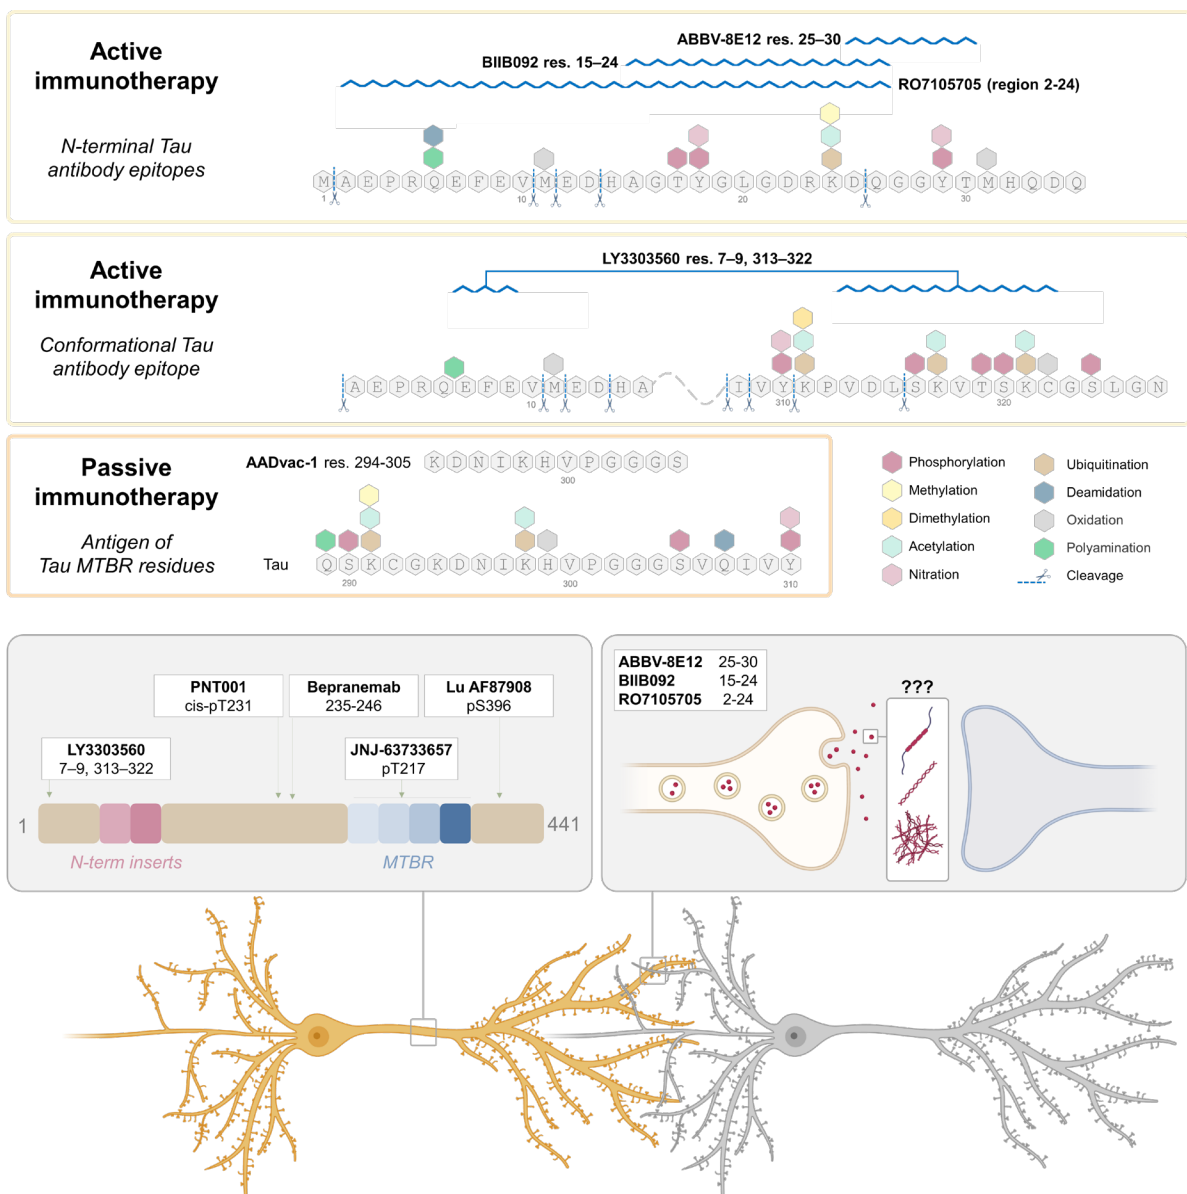 Active
immunotherapy
N-terminal Tau
antibody epitopes
ABBV-8E12 res. 25–30
BIIB092 res. 15–24
RO7105705 (region 2-24)
M A E P R Q E F E V M E D H A G T Y G L G D R K D Q G G Y T M H Q D Q
1 10 20 30
Active
immunotherapy
Conformational Tau
antibody epitope
LY3303560 res. 7–9, 313–322
A E P R Q E F E V M E D H A I V Y K P V D L S K V T S K C G S L G N
10 310 320
Passive
immunotherapy
Antigen of
Tau MTBR residues
AADvac-1 res. 294-305 K D N I K H V P G G G S
300
Tau Q S K C G K D N I K H V P G G G S V Q I V Y
290 300 310
Phosphorylation
Methylation
Dimethylation
Acetylation
Nitration
Ubiquitination
Deamidation
Oxidation
Polyamination
Cleavage
PNT001
cis-pT231
Bepranemab
235-246
Lu AF87908
pS396
LY3303560
7–9, 313–322
JNJ-63733657
pT217
1 441
N-term inserts
MTBR
ABBV-8E12 25-30
BIIB092 15-24
RO7105705 2-24
???